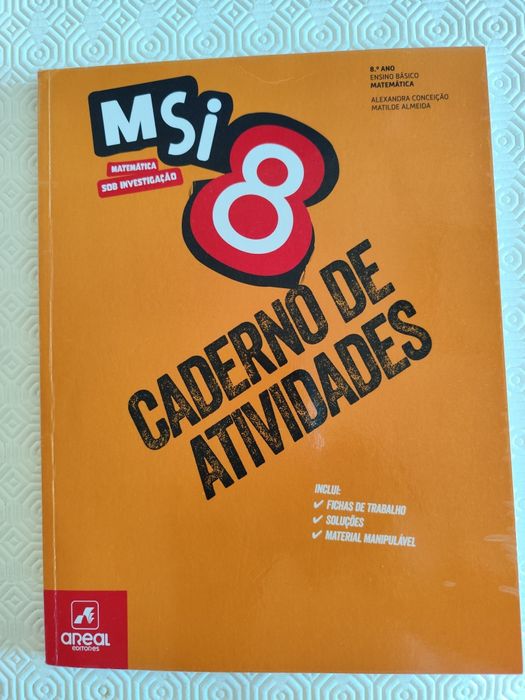 8.º ANO
ENSINO BÁSICO
MATEMÁTICA
ALEXANDRA CONCEIÇÃO
MATILDE ALMEIDA
MSi
8
MATEMÁTICA
SOB INVESTIGAÇÃO
CADERNO DE
ATIVIDADES
INCLUI:
✓ FICHAS DE TRABALHO
✓ SOLUÇÕES
✓ MATERIAL MANIPULÁVEL
areal
EDITORES